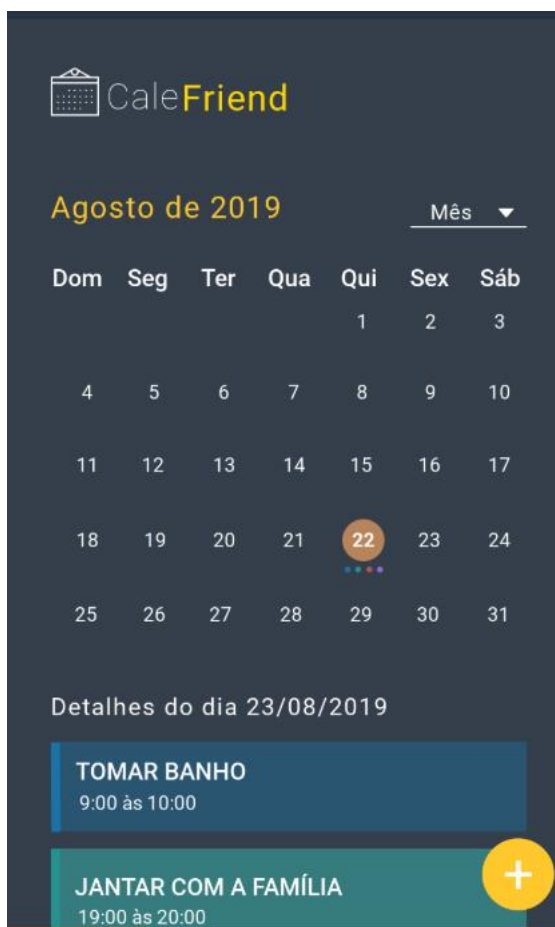 CaleFriend
Agosto de 2019 Mês
Dom Seg Ter Qua Qui Sex Sáb
1 2 3
4 5 6 7 8 9 10
11 12 13 14 15 16 17
18 19 20 21 22 23 24
25 26 27 28 29 30 31
Detalhes do dia 23/08/2019
TOMAR BANHO
9:00 às 10:00
JANTAR COM A FAMÍLIA
+
19:00 às 20:00